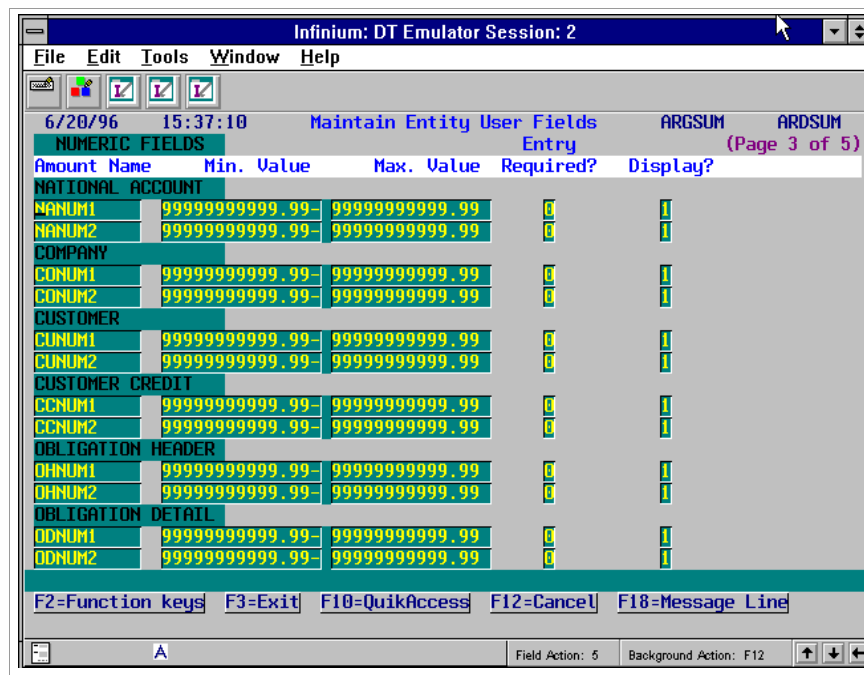 Infinium: DT Emulator Session: 2
File Edit Tools Window Help
6/20/96 15:37:10 Maintain Entity User Fields ARGSUM ARDSUM
NUMERIC FIELDS Entry (Page 3 of 5)
Amount Name Min. Value Max. Value Required? Display?
NATIONAL ACCOUNT
NANUM1 99999999999.99- 99999999999.99 0 1
NANUM2 99999999999.99- 99999999999.99 0 1
COMPANY
CONUM1 99999999999.99- 99999999999.99 0 1
CONUM2 99999999999.99- 99999999999.99 0 1
CUSTOMER
CUNUM1 99999999999.99- 99999999999.99 0 1
CUNUM2 99999999999.99- 99999999999.99 0 1
CUSTOMER CREDIT
CCNUM1 99999999999.99- 99999999999.99 0 1
CCNUM2 99999999999.99- 99999999999.99 0 1
OBLIGATION HEADER
OHNUM1 99999999999.99- 99999999999.99 0 1
OHNUM2 99999999999.99- 99999999999.99 0 1
OBLIGATION DETAIL
ODNUM1 99999999999.99- 99999999999.99 0 1
ODNUM2 99999999999.99- 99999999999.99 0 1
F2=Function keys F3=Exit F10=QuikAccess F12=Cancel F18=Message Line
A Field Action: 5 Background Action: F12